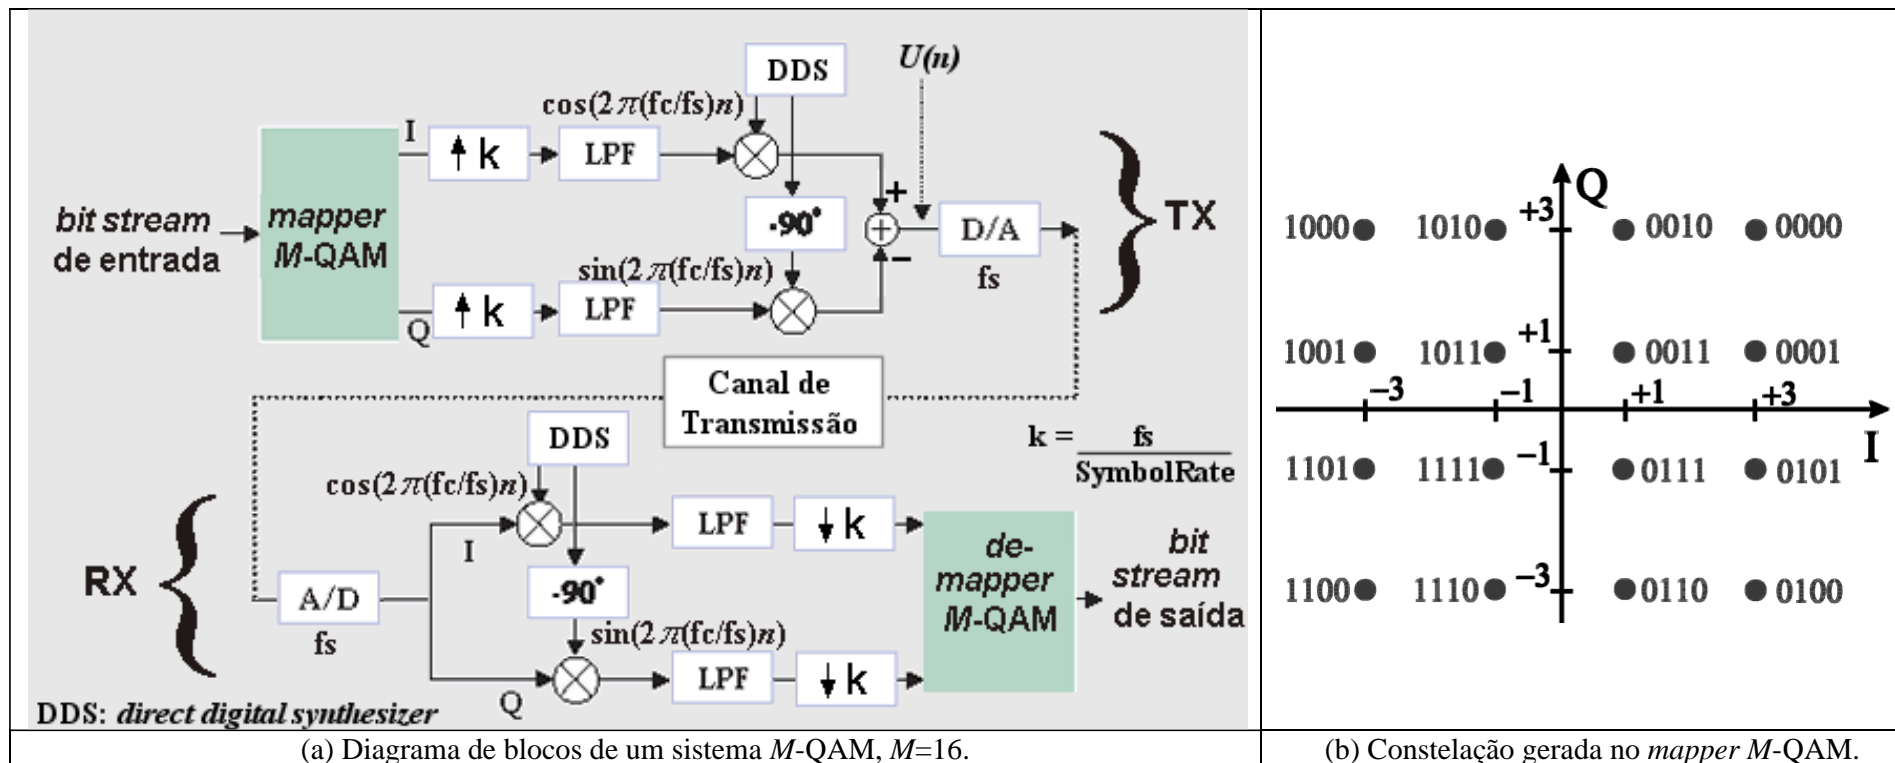 DDS
U(n)
cos(2π(fc/fs)n)
I
↑k
LPF
bit stream
de entrada
mapper
M-QAM
-90°
+
−
D/A
fs
TX
sin(2π(fc/fs)n)
Q
↑k
LPF
Canal de
Transmissão
k = fs
SymbolRate
DDS
cos(2π(fc/fs)n)
I
LPF
↓k
RX
A/D
fs
-90°
sin(2π(fc/fs)n)
Q
LPF
↓k
de-
mapper
M-QAM
bit
stream
de saída
DDS: direct digital synthesizer
(a) Diagrama de blocos de um sistema M-QAM, M=16.
Q
1000 1010 +3 0010 0000
1001 1011 +1 0011 0001
−3 −1 +1 +3
I
1101 1111 −1 0111 0101
1100 1110 −3 0110 0100
(b) Constelação gerada no mapper M-QAM.